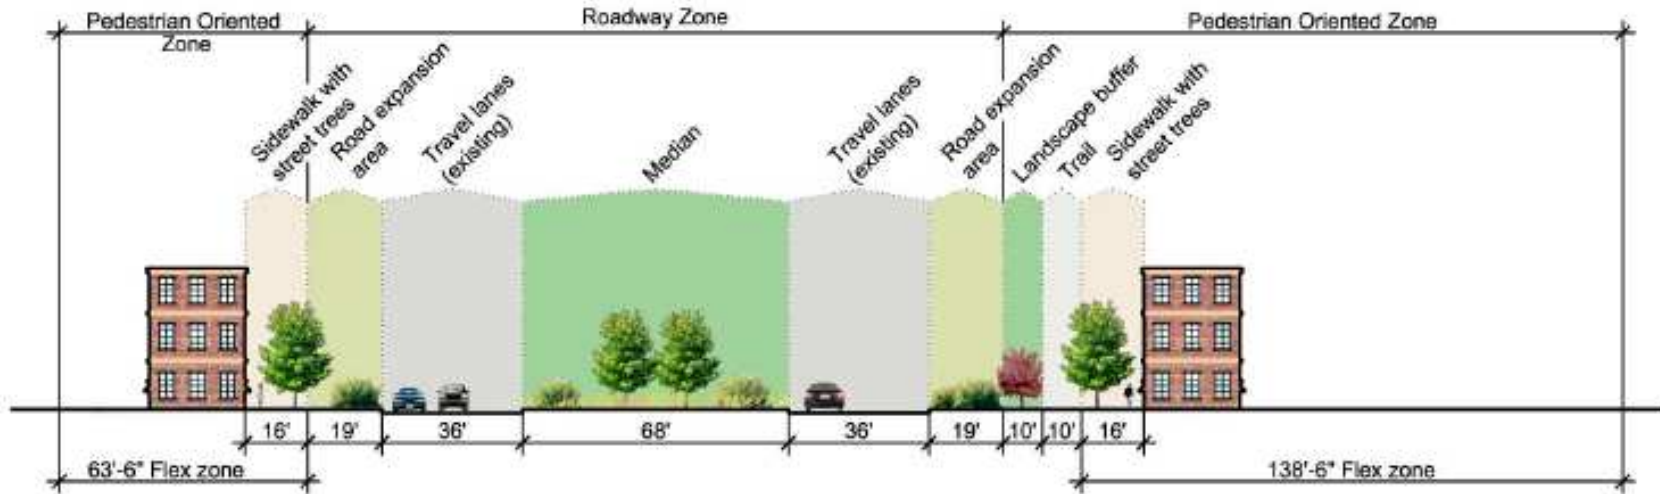 Pedestrian Oriented
Zone
Roadway Zone
Pedestrian Oriented Zone
Sidewalk with
street trees
Road expansion
area
Travel lanes
(existing)
Median
Travel lanes
(existing)
Road expansion
area
Landscape buffer
Trail
Sidewalk with
street trees
16' 19' 36' 68' 36' 19' 10' 10' 16'
63'-6" Flex zone
138'-6" Flex zone